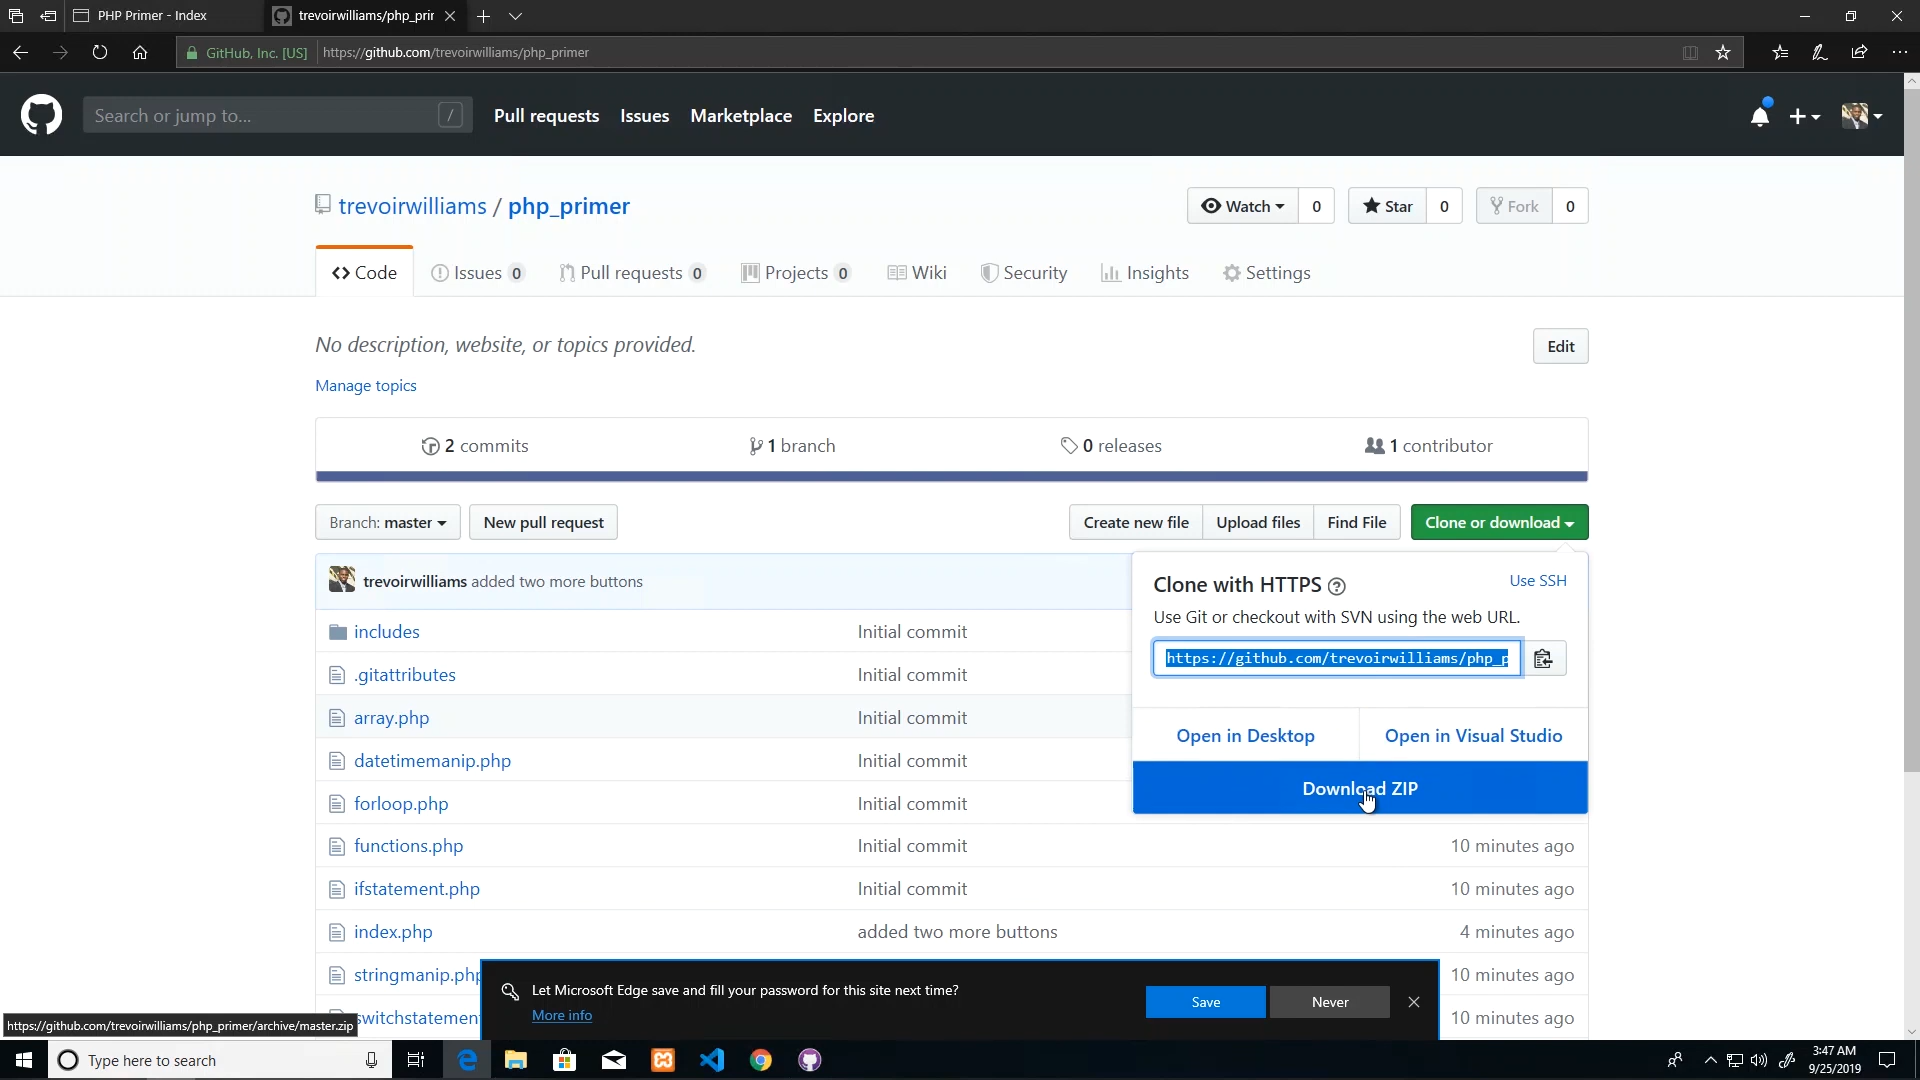 PHP Primer - Index
trevoirwilliams/php_prir
GitHub, Inc. [US]
https://github.com/trevoirwilliams/php_primer
Search or jump to...
/
Pull requests
Issues
Marketplace
Explore
trevoirwilliams / php_primer
Watch
0
Star
0
Fork
0
Code
Issues 0
Pull requests 0
Projects 0
Wiki
Security
Insights
Settings
No description, website, or topics provided.
Edit
Manage topics
2 commits
1 branch
0 releases
1 contributor
Branch: master
New pull request
Create new file
Upload files
Find File
Clone or download
trevoirwilliams added two more buttons
Clone with HTTPS
Use SSH
Use Git or checkout with SVN using the web URL.
https://github.com/trevoirwilliams/php_p
Open in Desktop
Open in Visual Studio
Download ZIP
includes
Initial commit
.gitattributes
Initial commit
array.php
Initial commit
datetimemanip.php
Initial commit
forloop.php
Initial commit
functions.php
Initial commit
10 minutes ago
ifstatement.php
Initial commit
10 minutes ago
index.php
added two more buttons
4 minutes ago
stringmanip.php
10 minutes ago
switchstatement
10 minutes ago
Let Microsoft Edge save and fill your password for this site next time?
More info
Save
Never
https://github.com/trevoirwilliams/php_primer/archive/master.zip
Type here to search
3:47 AM
9/25/2019